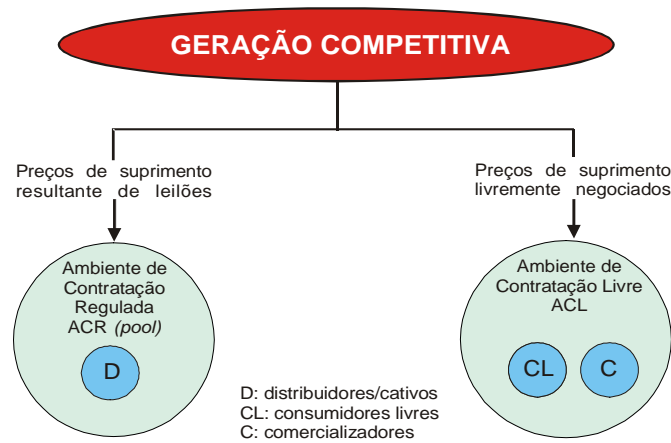 GERAÇÃO COMPETITIVA
Preços de suprimento
resultante de leilões
Preços de suprimento
livremente negociados
Ambiente de
Contratação
Regulada
ACR (pool)
D
Ambiente de
Contratação Livre
ACL
CL
C
D: distribuidores/cativos
CL: consumidores livres
C: comercializadores